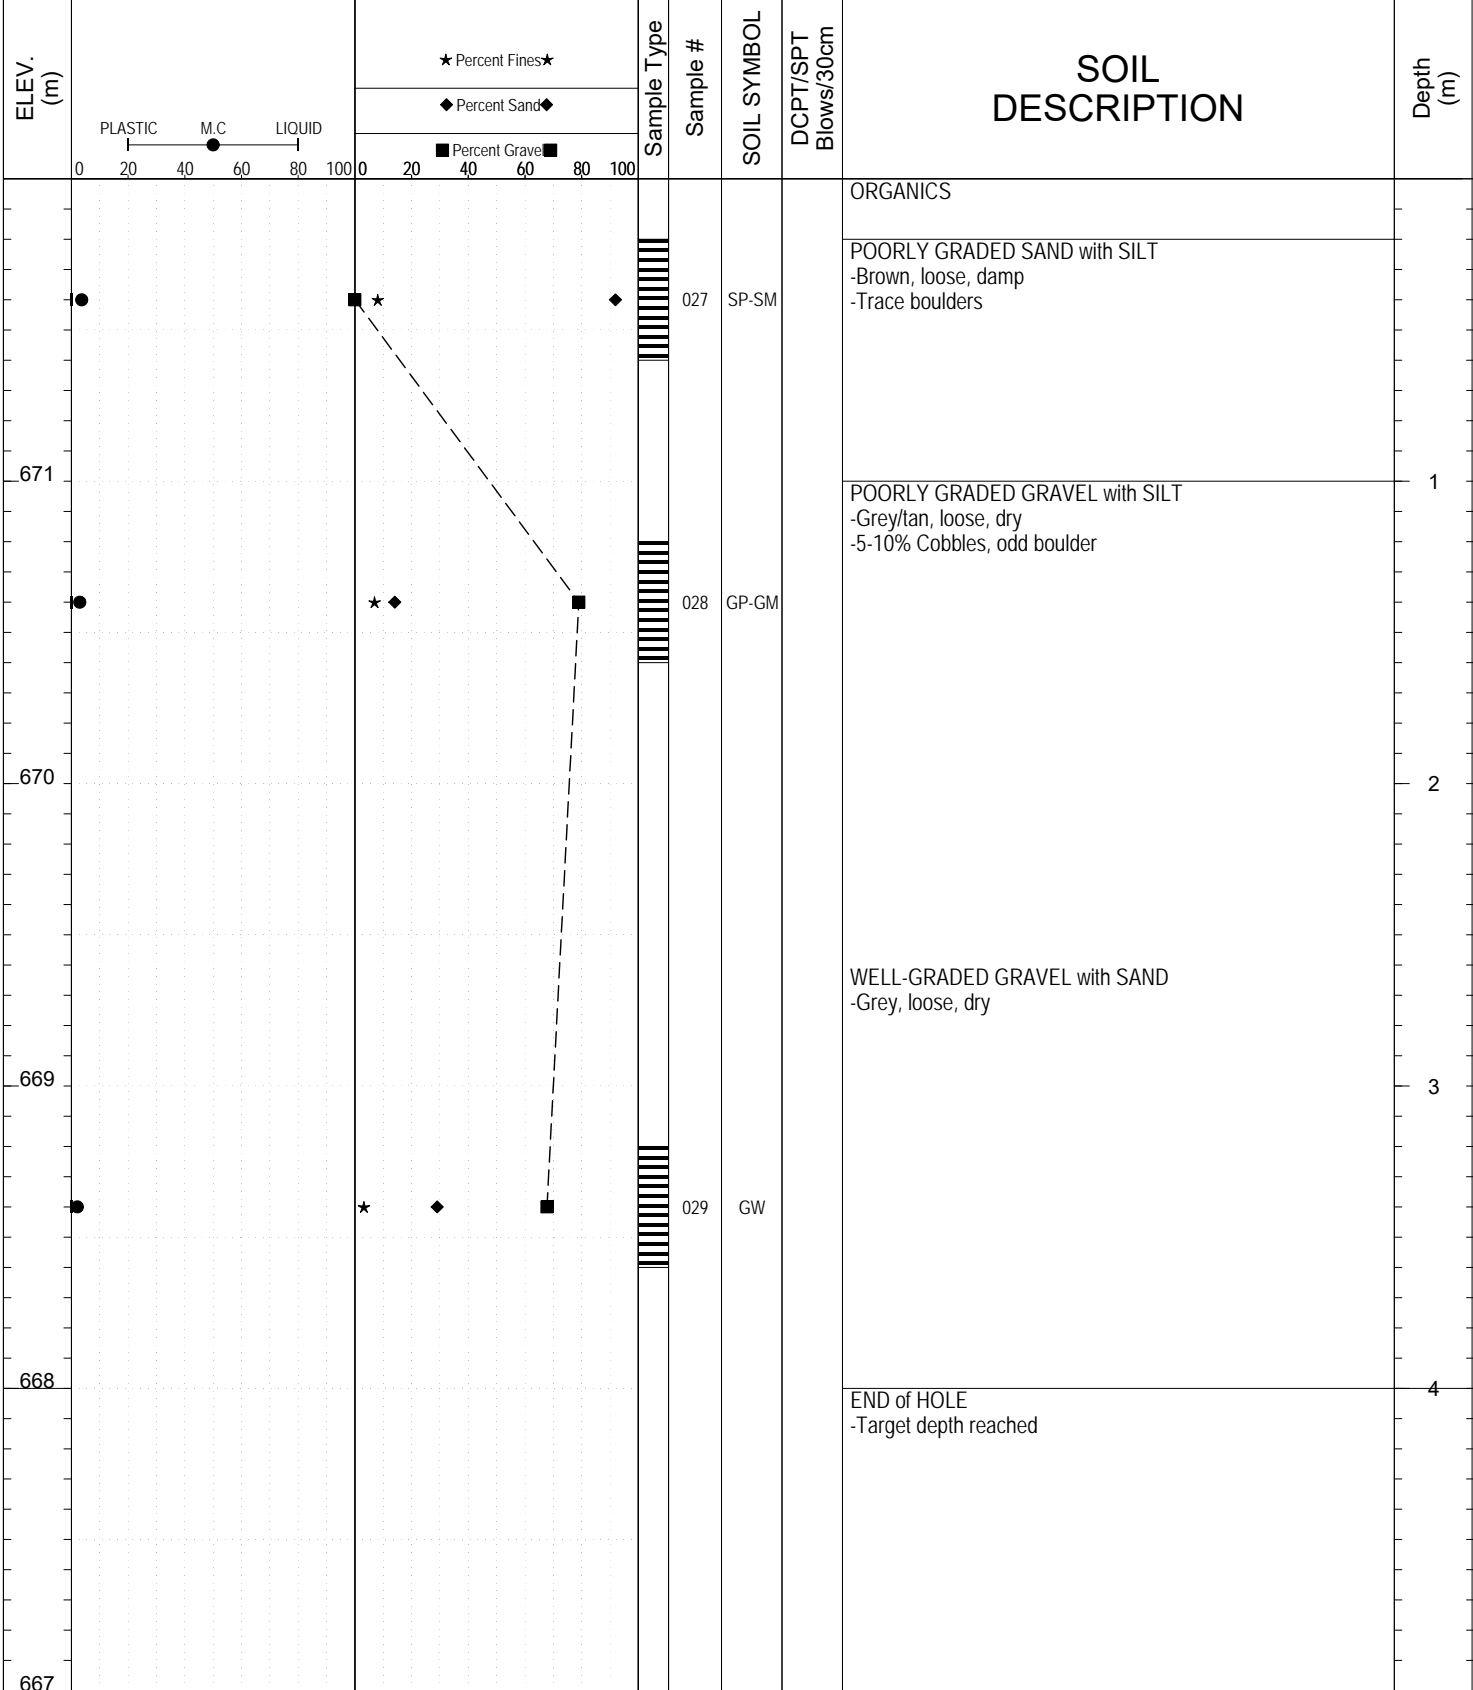 ELEV.
(m)
PLASTIC M.C LIQUID
0 20 40 60 80 100
Percent Fines
Percent Sand
Percent Gravel
0 20 40 60 80 100
Sample Type
Sample #
SOIL SYMBOL
DCPT/SPT
Blows/30cm
SOIL
DESCRIPTION
Depth
(m)
ORGANICS
POORLY GRADED SAND with SILT
-Brown, loose, damp
-Trace boulders
027 SP-SM
671
1
POORLY GRADED GRAVEL with SILT
-Grey/tan, loose, dry
-5-10% Cobbles, odd boulder
028 GP-GM
670
2
WELL-GRADED GRAVEL with SAND
-Grey, loose, dry
669
3
029 GW
668
4
END of HOLE
-Target depth reached
667